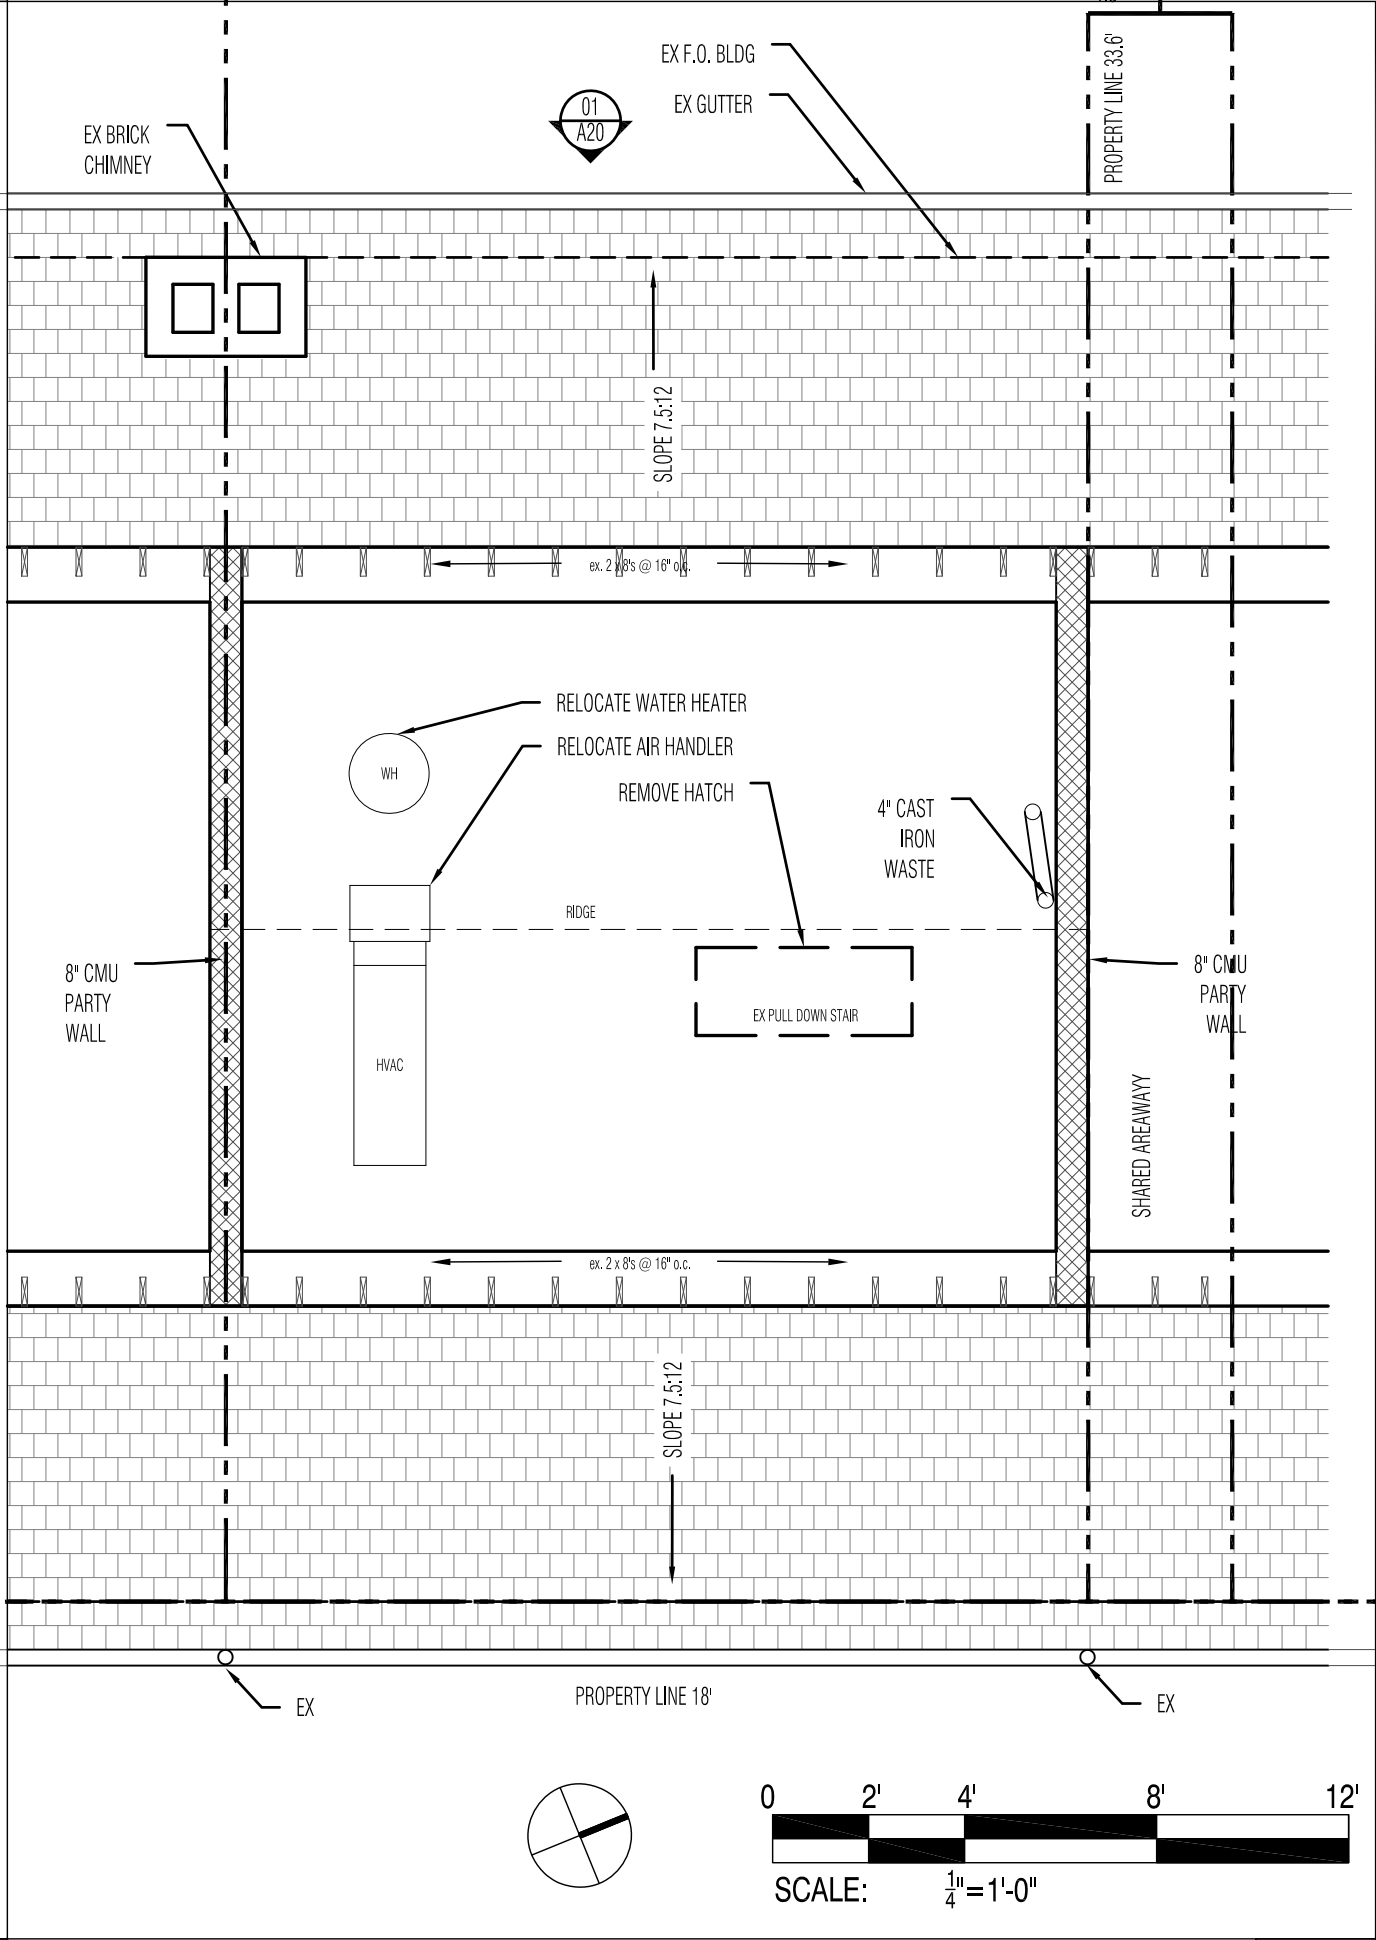 EX F.O. BLDG
EX GUTTER
01
A20
EX BRICK
CHIMNEY
PROPERTY LINE 33.6'
SLOPE 7.5:12
ex. 2 x 8's @ 16" o.c.
RELOCATE WATER HEATER
RELOCATE AIR HANDLER
WH
REMOVE HATCH
4" CAST
IRON
WASTE
RIDGE
8" CMU
PARTY
WALL
8" CMU
PARTY
WALL
EX PULL DOWN STAIR
HVAC
SHARED AREAWAYY
ex. 2 x 8's @ 16" o.c.
SLOPE 7.5:12
EX
PROPERTY LINE 18'
EX
0 2' 4' 8' 12'
SCALE: 1/4"=1'-0"